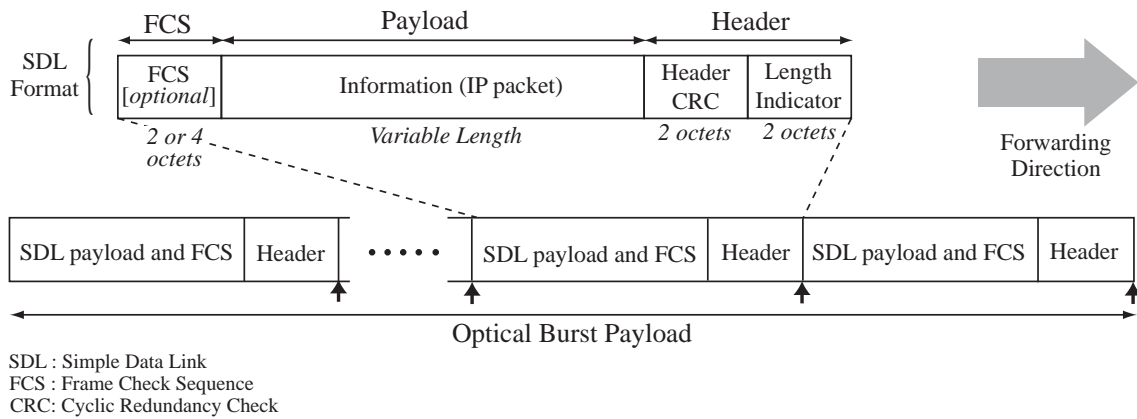 FCS Payload Header
SDL
Format
FCS
[optional]
Information (IP packet)
Header
CRC
Length
Indicator
2 or 4
octets
Variable Length
2 octets
2 octets
Forwarding
Direction
SDL payload and FCS Header SDL payload and FCS Header SDL payload and FCS Header
Optical Burst Payload
SDL : Simple Data Link
FCS : Frame Check Sequence
CRC: Cyclic Redundancy Check